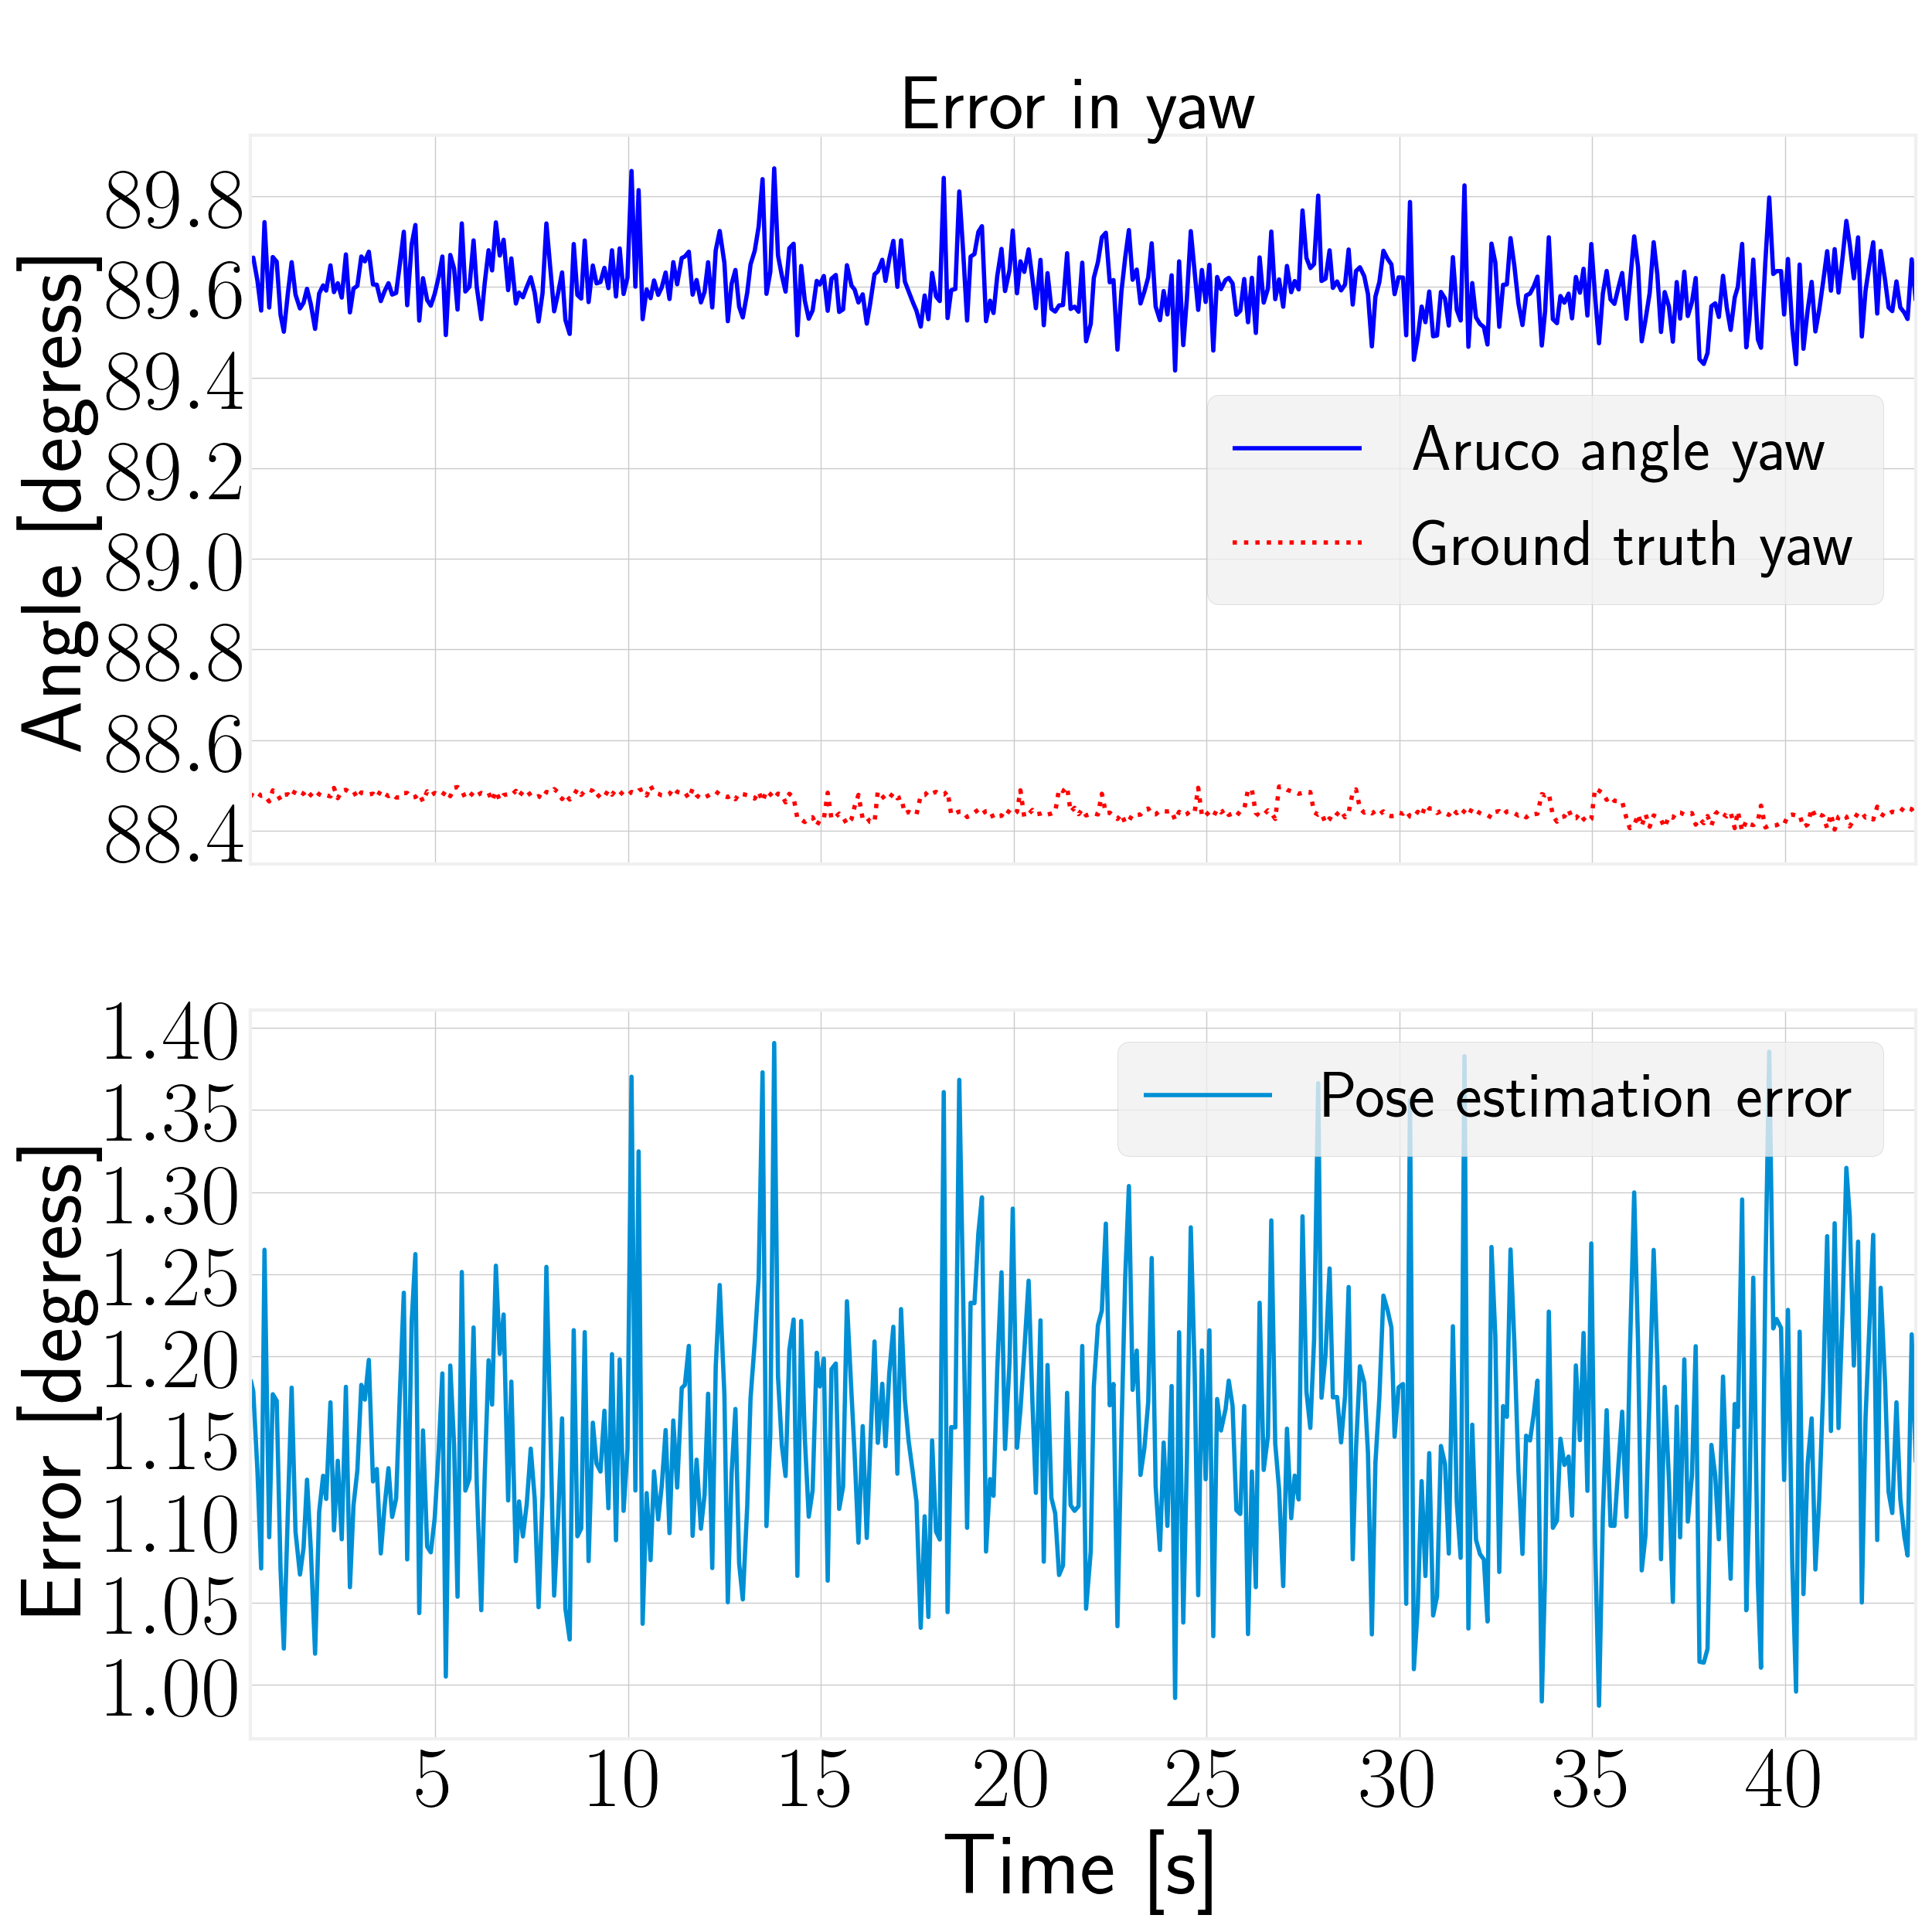 Error in yaw
Angle [degress]
89.8
89.6
89.4
89.2
89.0
88.8
88.6
88.4
Aruco angle yaw
Ground truth yaw
Error [degress]
1.40
1.35
1.30
1.25
1.20
1.15
1.10
1.05
1.00
Pose estimation error
5 10 15 20 25 30 35 40
Time [s]